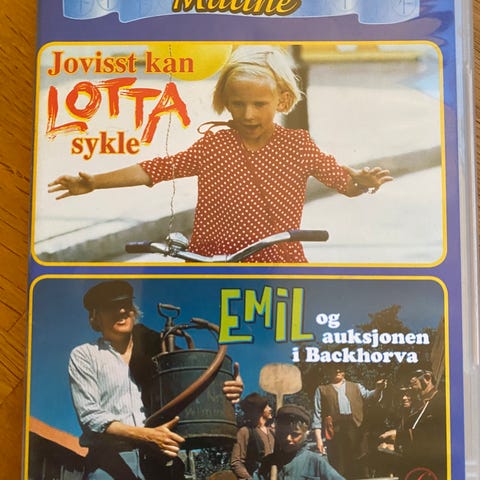 Matiné
Jovisst kan
LOTTA
sykle
EMiL
og
auksjonen
i Backhorva